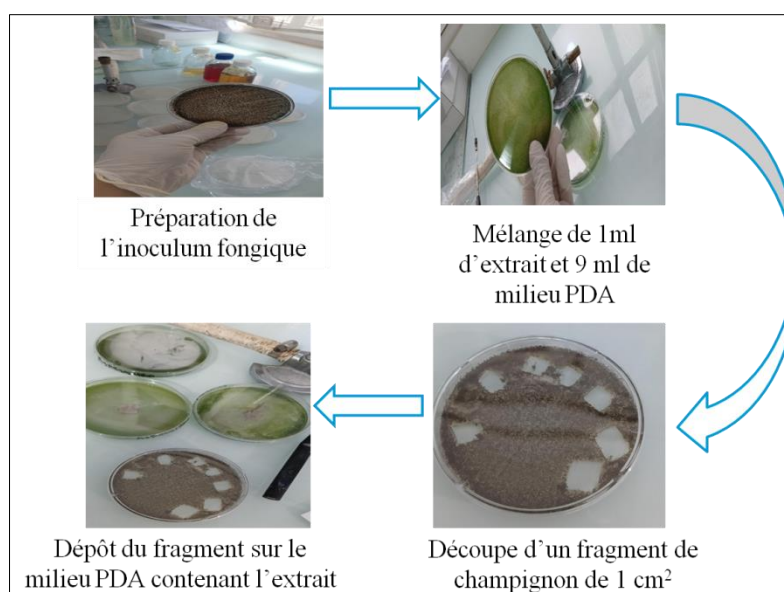 Préparation de
l’inoculum fongique
Mélange de 1ml
d’extrait et 9 ml de
milieu PDA
Découpe d’un fragment de
champignon de 1 cm²
Dépôt du fragment sur le
milieu PDA contenant l’extrait